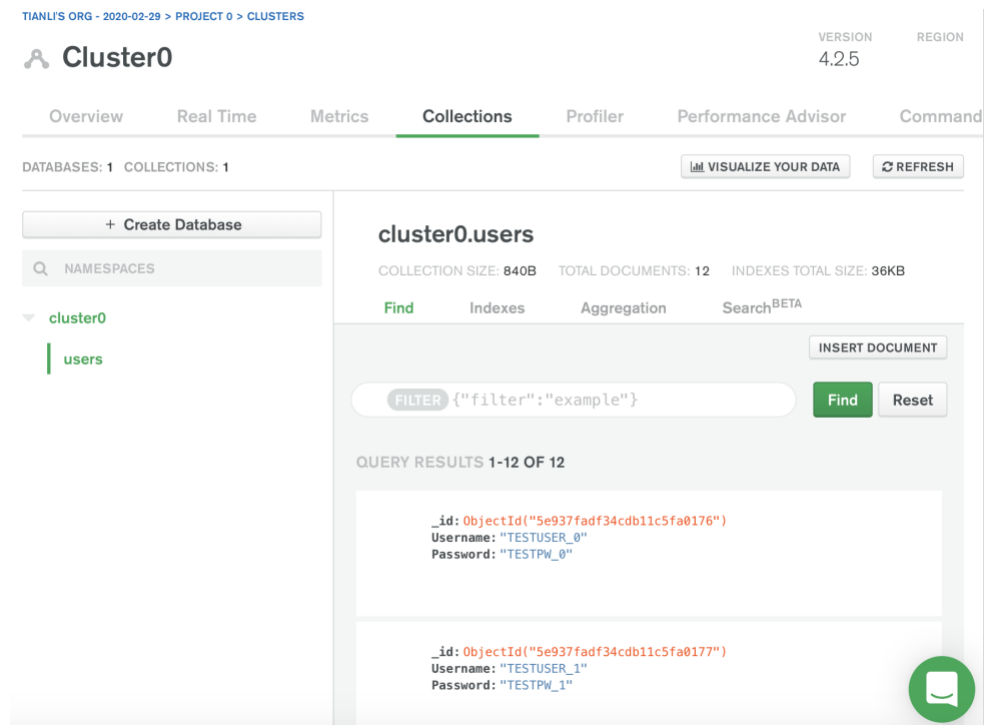 TIANLI'S ORG - 2020-02-29 > PROJECT 0 > CLUSTERS
Cluster0
VERSION REGION
4.2.5
Overview Real Time Metrics Collections Profiler Performance Advisor Command
DATABASES: 1 COLLECTIONS: 1 VISUALIZE YOUR DATA REFRESH
+ Create Database
NAMESPACES
cluster0
users
cluster0.users
COLLECTION SIZE: 840B TOTAL DOCUMENTS: 12 INDEXES TOTAL SIZE: 36KB
Find Indexes Aggregation SearchBETA
INSERT DOCUMENT
FILTER {"filter":"example"} Find Reset
QUERY RESULTS 1-12 OF 12
_id: ObjectId("5e937fadf34cdb11c5fa0176")
Username: "TESTUSER_0"
Password: "TESTPW_0"
_id: ObjectId("5e937fadf34cdb11c5fa0177")
Username: "TESTUSER_1"
Password: "TESTPW_1"